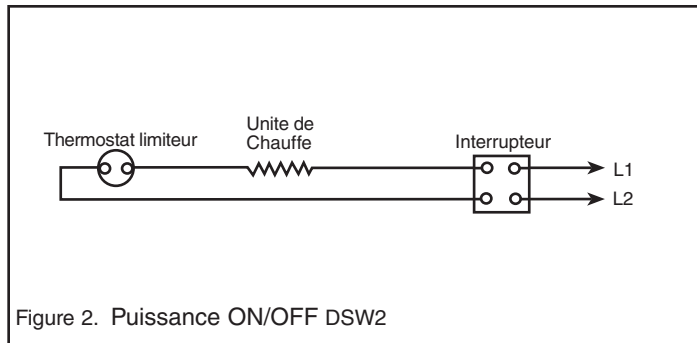 Thermostat limiteur
Unite de
Chauffe
Interrupteur
L1
L2
Figure 2. Puissance ON/OFF DSW2